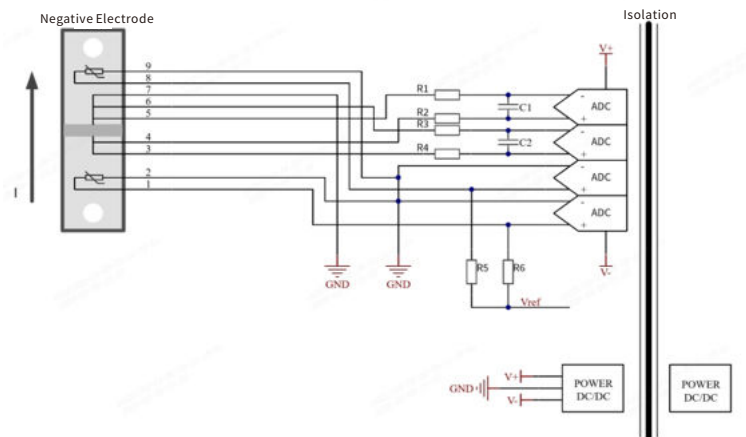 Negative Electrode
Isolation
V+
9
8
7
6
5
4
3
2
1
R1
R2
R3
R4
C1
C2
-
ADC
+
-
ADC
+
-
ADC
+
-
ADC
+
I
GND
GND
R5
R6
V-
Vref
V+
GND
V-
POWER
DC/DC
POWER
DC/DC